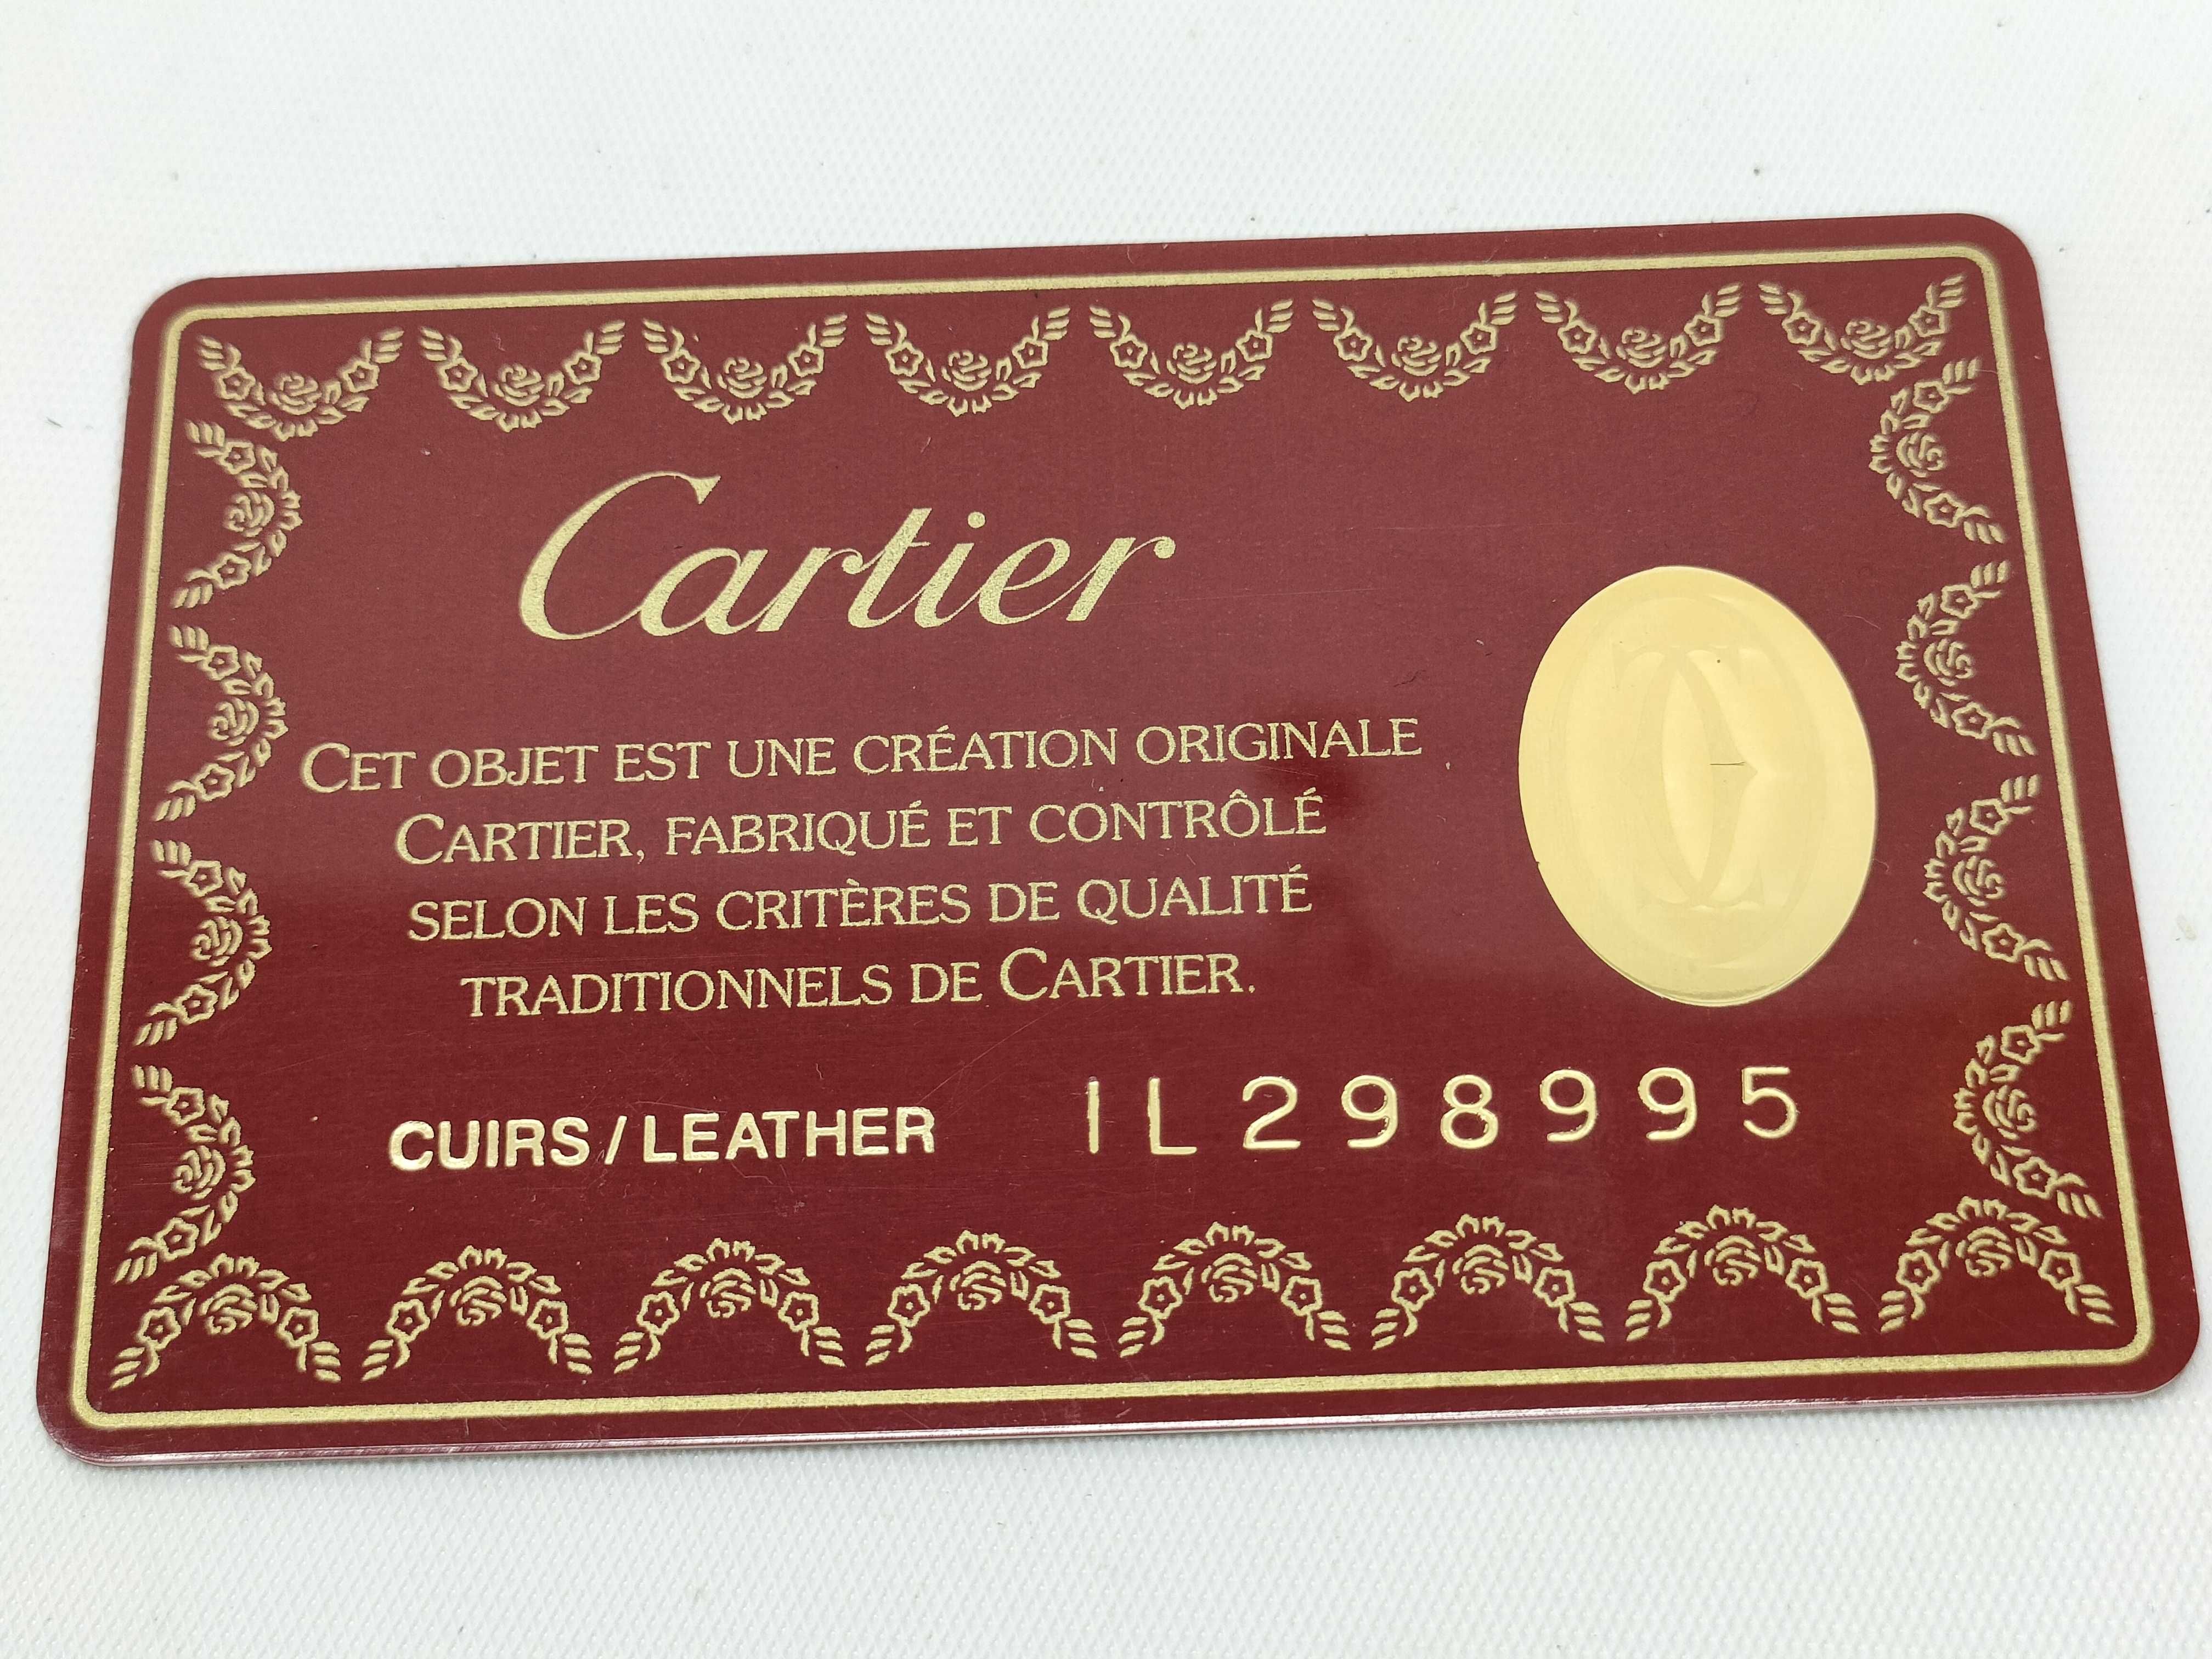 Cartier
CET OBJET EST UNE CRÉATION ORIGINALE
CARTIER, FABRIQUÉ ET CONTRÔLÉ
SELON LES CRITÈRES DE QUALITÉ
TRADITIONNELS DE CARTIER.
CUIRS/LEATHER IL298995